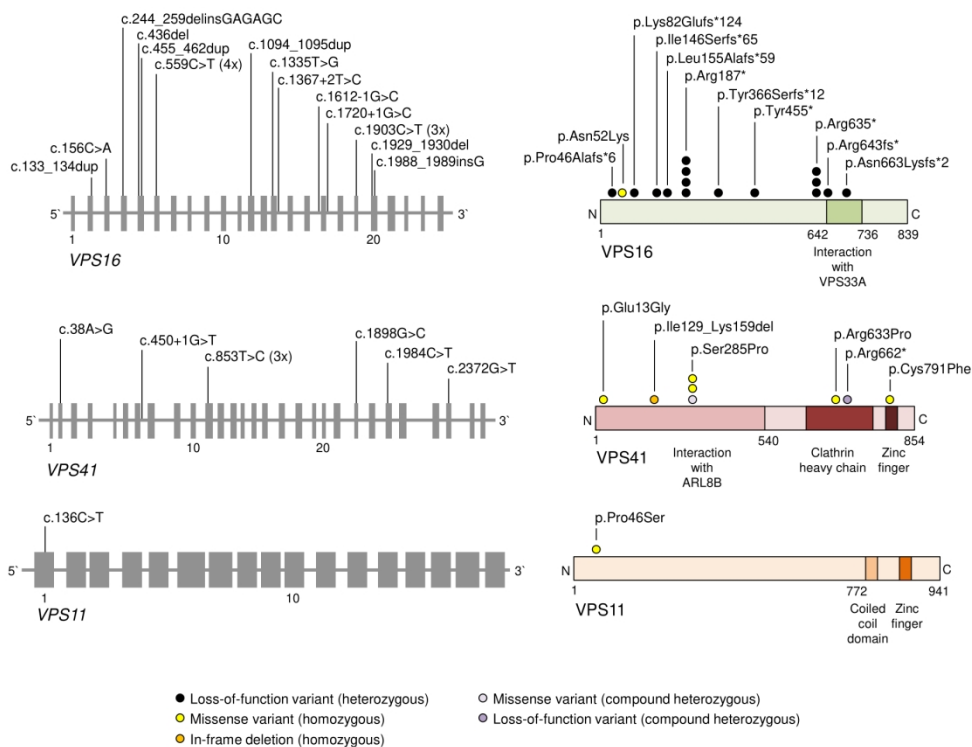 c.244_259delinsGAGAGC
c.436del
c.455_462dup
c.559C>T (4x)
c.1094_1095dup
c.1335T>G
c.1367+2T>C
c.1612-1G>C
c.1720+1G>C
c.1903C>T (3x)
c.1929_1930del
c.1988_1989insG
c.156C>A
c.133_134dup
5`
3`
1
10
20
VPS16
p.Lys82Glufs*124
p.Ile146Serfs*65
p.Leu155Alafs*59
p.Arg187*
p.Tyr366Serfs*12
p.Tyr455*
p.Arg635*
p.Arg643fs*
p.Asn663Lysfs*2
p.Asn52Lys
p.Pro46Alafs*6
N
C
1
642
736
839
VPS16
Interaction
with
VPS33A
c.38A>G
c.450+1G>T
c.853T>C (3x)
c.1898G>C
c.1984C>T
c.2372G>T
5`
3`
1
10
20
VPS41
p.Glu13Gly
p.Ile129_Lys159del
p.Ser285Pro
p.Arg633Pro
p.Arg662*
p.Cys791Phe
N
C
1
540
854
VPS41
Interaction
with
ARL8B
Clathrin
heavy chain
Zinc
finger
c.136C>T
5`
3`
1
10
VPS11
p.Pro46Ser
N
C
1
772
941
VPS11
Coiled
coil
domain
Zinc
finger
Loss-of-function variant (heterozygous)
Missense variant (homozygous)
In-frame deletion (homozygous)
Missense variant (compound heterozygous)
Loss-of-function variant (compound heterozygous)